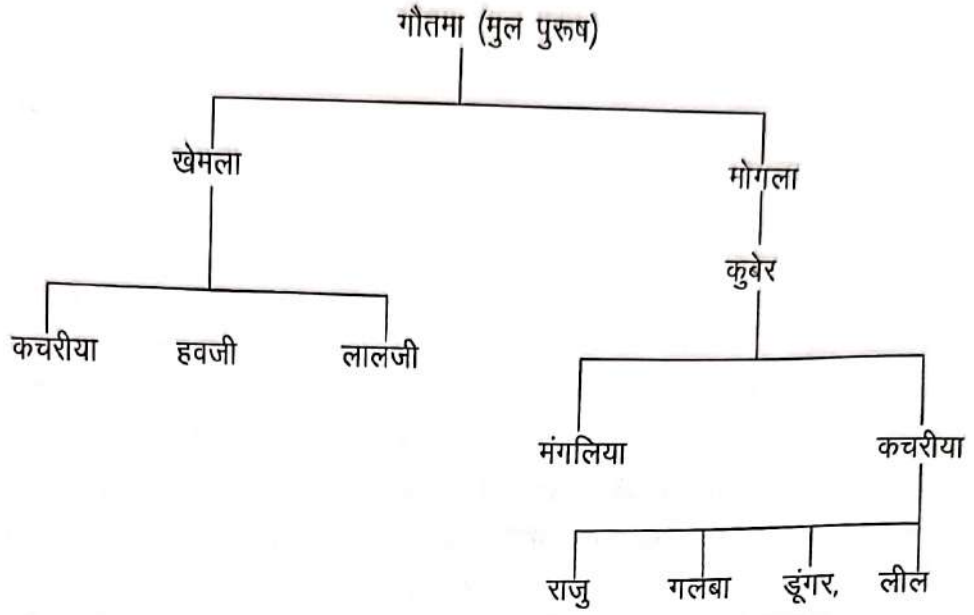 गौतमा (मुल पुरूष)
खेमला
मोगला
कुबेर
कचरीया हवजी लालजी
मंगलिया कचरीया
राजु गलबा डूंगर, लील